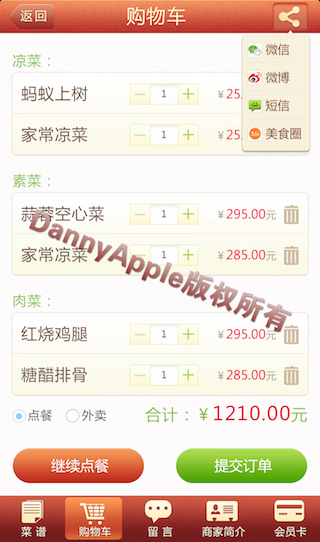 返回 购物车
微信
微博
短信
美食圈
凉菜：
蚂蚁上树 1 ￥25
家常凉菜 1 ￥25
素菜：
蒜蓉空心菜 1 ￥295.00元
家常凉菜 1 ￥285.00元
DannyApple版权所有
肉菜：
红烧鸡腿 1 ￥295.00元
糖醋排骨 1 ￥285.00元
点餐 外卖 合计：￥1210.00元
继续点餐 提交订单
菜谱 购物车 留言 商家简介 会员卡